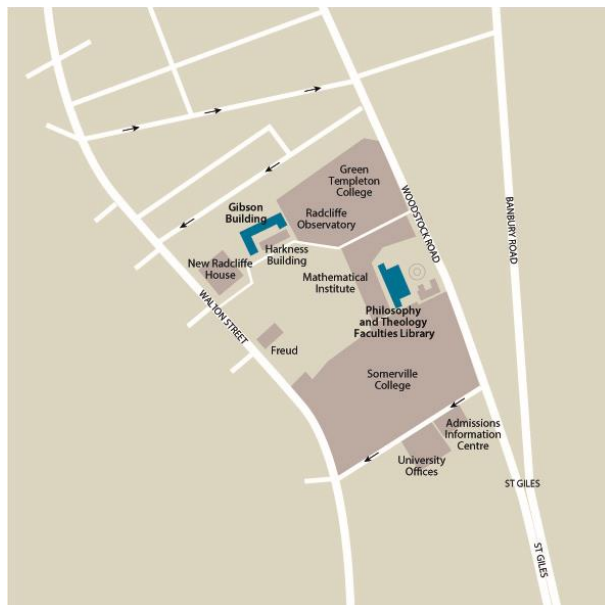 Green
Templeton
College
WOODSTOCK ROAD
BANBURY ROAD
Gibson
Building
Radcliffe
Observatory
Harkness
Building
New Radcliffe
House
Mathematical
Institute
WALTON STREET
Philosophy
and Theology
Faculties Library
Freud
Somerville
College
Admissions
Information
Centre
University
Offices
ST GILES
ST GILES